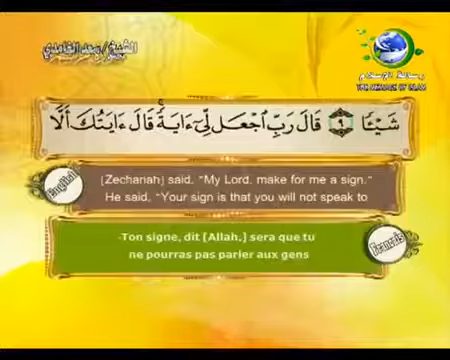 الشيخ/سعد الغامدي
رسالة الإسلام
THE MESSAGE OF ISLAM
شَيْـًٔا ۝٩ قَالَ رَبِّ ٱجْعَل لِّىٓ ءَايَةً ۚ قَالَ ءَايَتُكَ أَلَّا
English
[Zechariah] said, "My Lord, make for me a sign."
He said, "Your sign is that you will not speak to
-Ton signe, dit [Allah,] sera que tu
ne pourras pas parler aux gens
Francais